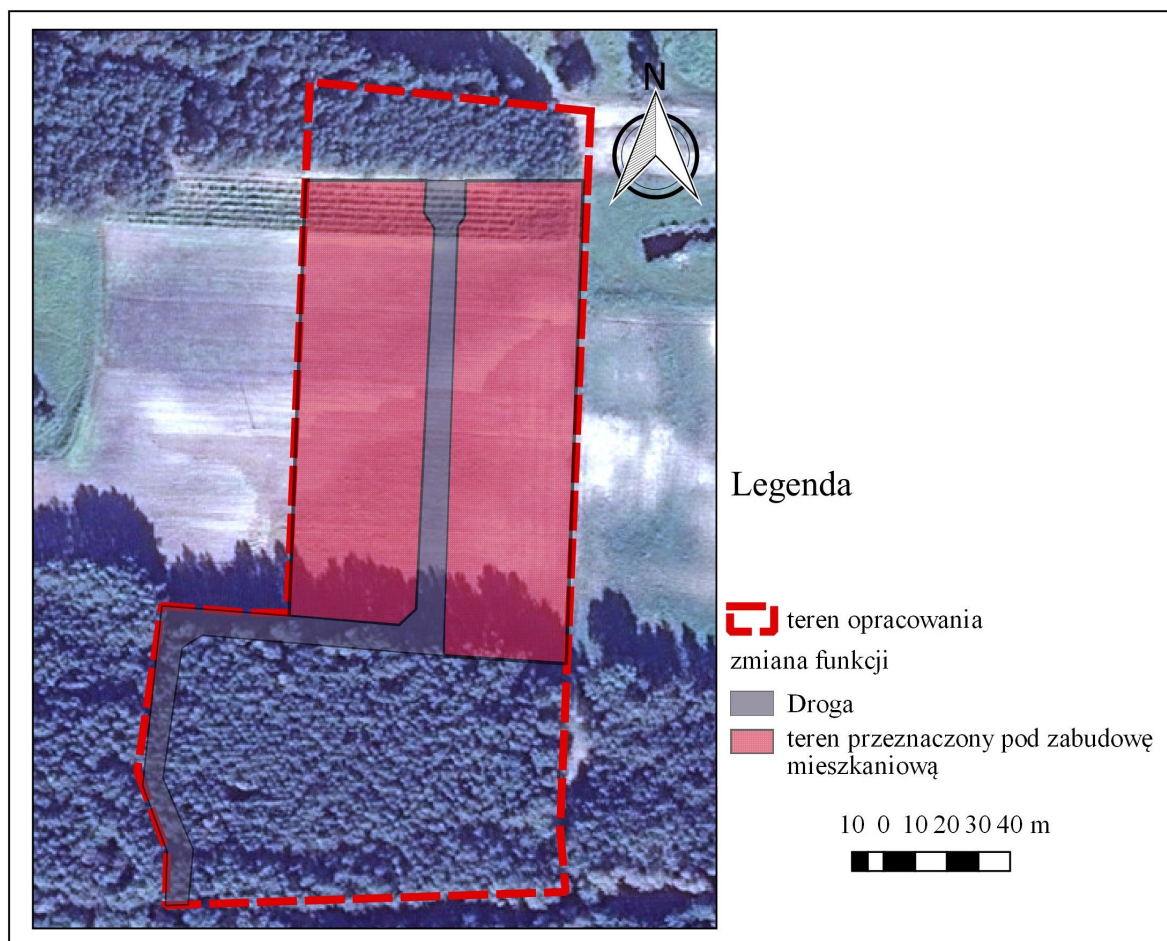 N
Legenda
teren opracowania
zmiana funkcji
Droga
teren przeznaczony pod zabudowę
mieszkaniową
10 0 10 20 30 40 m